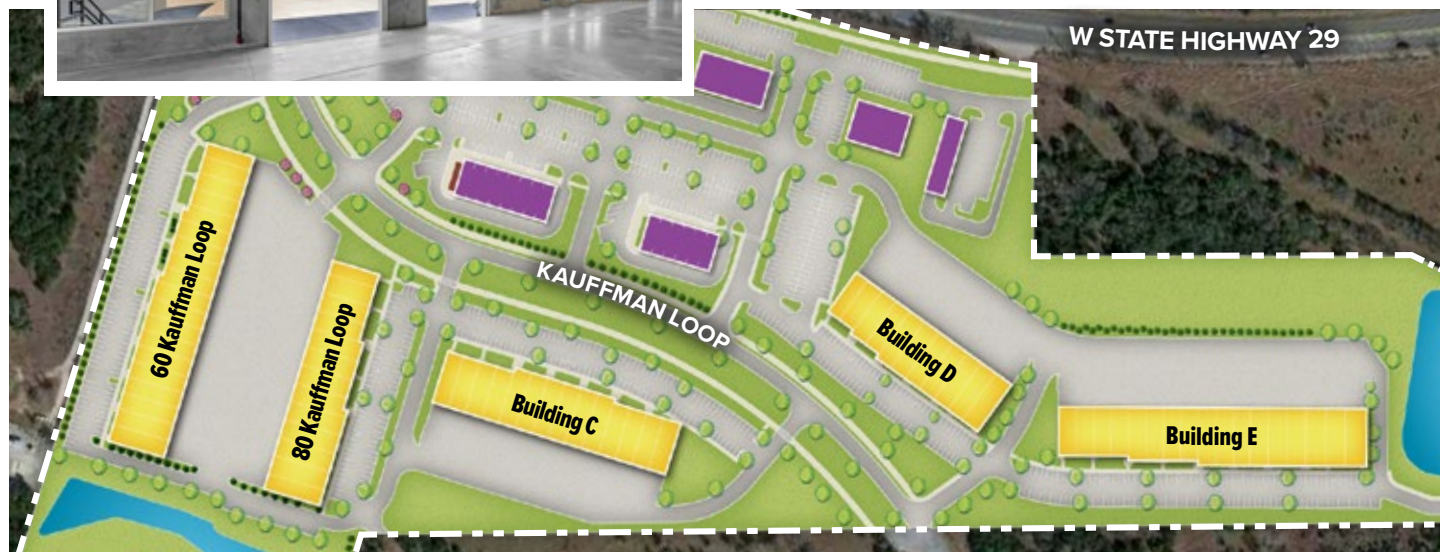 W STATE HIGHWAY 29
60 Kauffman Loop
80 Kauffman Loop
KAUFFMAN LOOP
Building C
Building D
Building E